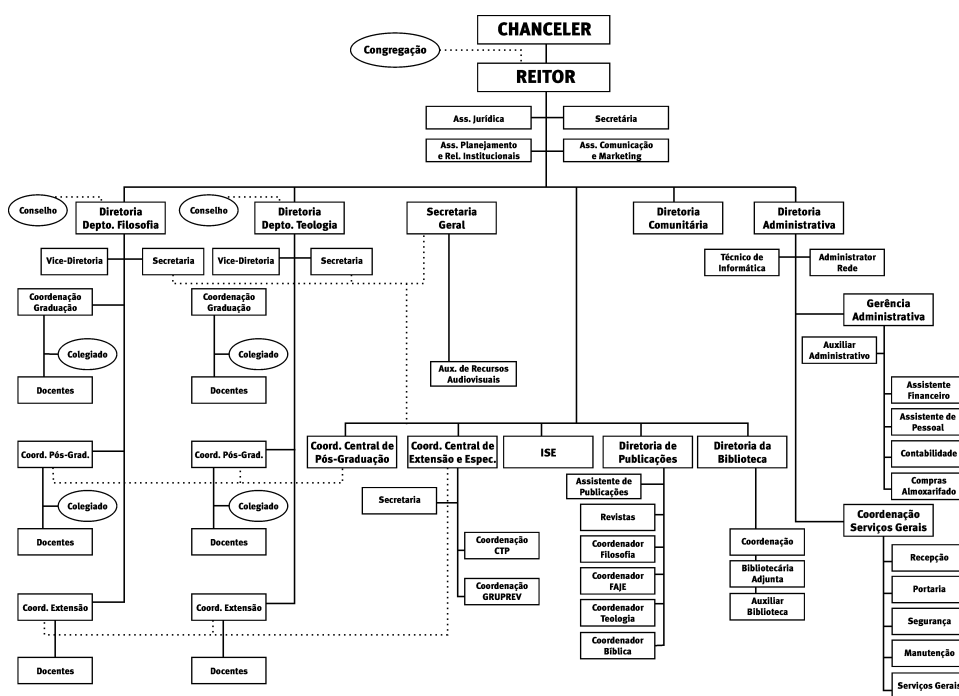 CHANCELER
Congregação
REITOR
Ass. Jurídica
Secretária
Ass. Planejamento
e Rel. Institucionais
Ass. Comunicação
e Marketing
Conselho
Diretoria
Depto. Filosofia
Conselho
Diretoria
Depto. Teologia
Secretaria
Geral
Diretoria
Comunitária
Diretoria
Administrativa
Vice-Diretoria
Secretaria
Vice-Diretoria
Secretaria
Técnico de
Informática
Administrator
Rede
Coordenação
Graduação
Coordenação
Graduação
Gerência
Administrativa
Colegiado
Colegiado
Auxiliar
Administrativo
Docentes
Docentes
Aux. de Recursos
Audiovisuais
Assistente
Financeiro
Assistente de
Pessoal
Contabilidade
Compras
Almoxarifado
Coord. Pós-Grad.
Coord. Pós-Grad.
Coord. Central de
Pós-Graduação
Coord. Central de
Extensão e Espec.
ISE
Diretoria de
Publicações
Diretoria da
Biblioteca
Colegiado
Colegiado
Secretaria
Assistente de
Publicações
Revistas
Coordenação
Serviços Gerais
Docentes
Docentes
Coordenação
CTP
Coordenador
Filosofia
Coordenação
Recepção
Coordenação
GRUPREV
Coordenador
FAJE
Bibliotecária
Adjunta
Portaria
Coord. Extensão
Coord. Extensão
Coordenador
Teologia
Auxiliar
Biblioteca
Segurança
Coordenador
Bíblica
Manutenção
Docentes
Docentes
Serviços Gerais